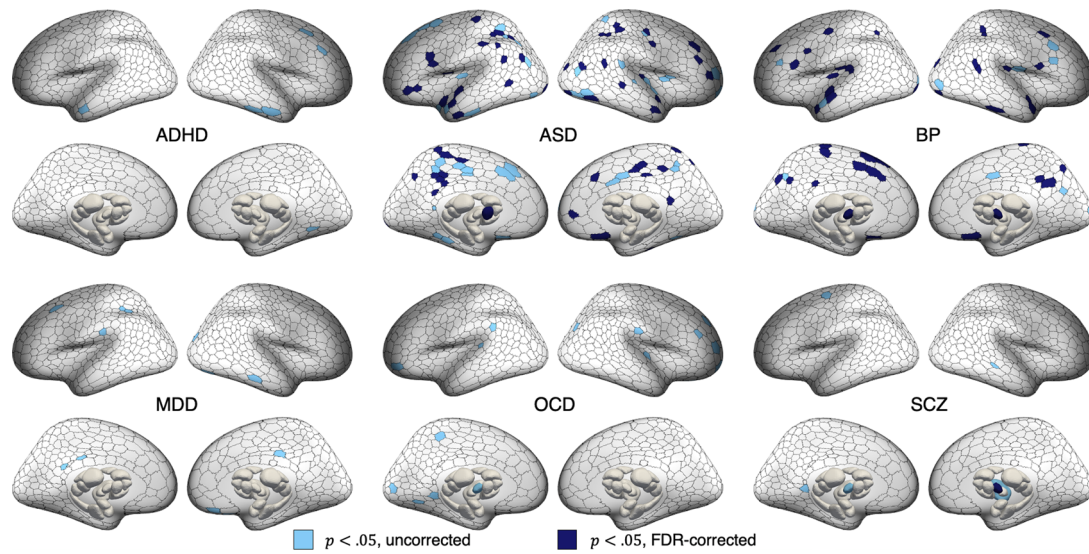 ADHD
ASD
BP
MDD
OCD
SCZ
p < .05, uncorrected
p < .05, FDR-corrected